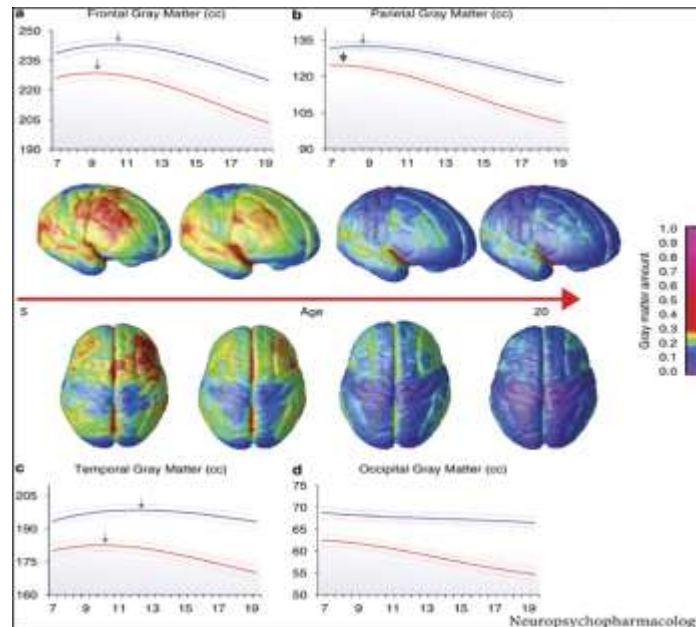 a Frontal Gray Matter (cc)
250
235
220
205
190
7 9 11 13 15 17 19
b Parietal Gray Matter (cc)
135
120
105
90
7 9 11 13 15 17 19
1.0
0.9
0.8
0.7
0.6
0.5
0.4
0.3
0.2
0.1
0.0
Gray matter amount
5 Age 20
c Temporal Gray Matter (cc)
205
190
175
160
7 9 11 13 15 17 19
d Occipital Gray Matter (cc)
75
70
65
60
55
50
7 9 11 13 15 17 19
Neuropsychopharmacolog